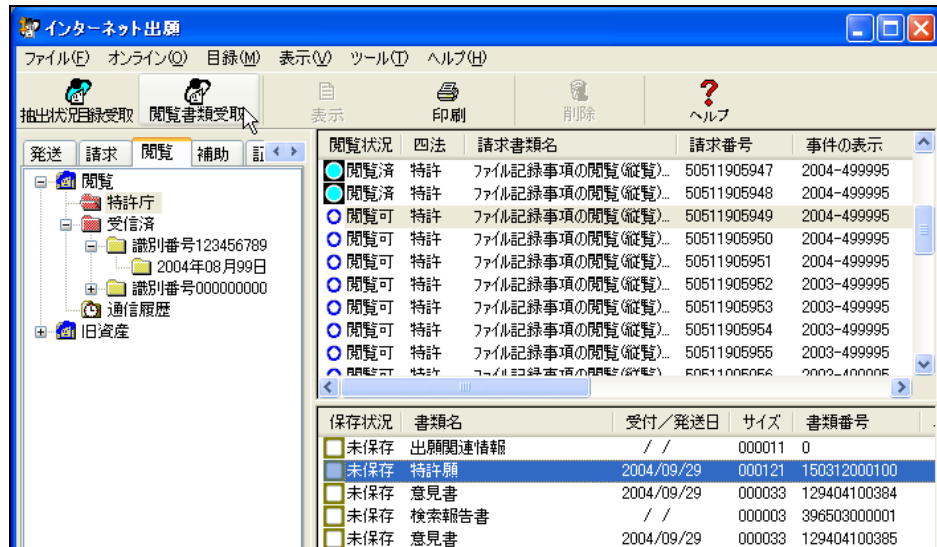 インターネット出願
ファイル(F) オンライン(O) 目録(M) 表示(V) ツール(T) ヘルプ(H)
抽出状況目録受取 閲覧書類受取 表示 印刷 削除 ヘルプ
発送 請求 閲覧 補助
閲覧
特許庁
受信済
識別番号123456789
2004年08月99日
識別番号000000000
通信履歴
旧資産
閲覧状況 四法 請求書類名 請求番号 事件の表示
閲覧済 特許 ファイル記録事項の閲覧(縦覧)... 50511905947 2004-499995
閲覧済 特許 ファイル記録事項の閲覧(縦覧)... 50511905948 2004-499995
閲覧可 特許 ファイル記録事項の閲覧(縦覧)... 50511905949 2004-499995
閲覧可 特許 ファイル記録事項の閲覧(縦覧)... 50511905950 2004-499995
閲覧可 特許 ファイル記録事項の閲覧(縦覧)... 50511905951 2004-499995
閲覧可 特許 ファイル記録事項の閲覧(縦覧)... 50511905952 2003-499995
閲覧可 特許 ファイル記録事項の閲覧(縦覧)... 50511905953 2003-499995
閲覧可 特許 ファイル記録事項の閲覧(縦覧)... 50511905954 2003-499995
閲覧可 特許 ファイル記録事項の閲覧(縦覧)... 50511905955 2003-499995
保存状況 書類名 受付/発送日 サイズ 書類番号
未保存 出願関連情報 / / 000011 0
未保存 特許願 2004/09/29 000121 150312000100
未保存 意見書 2004/09/29 000033 129404100384
未保存 検索報告書 / / 000003 396503000001
未保存 意見書 2004/09/29 000033 129404100385